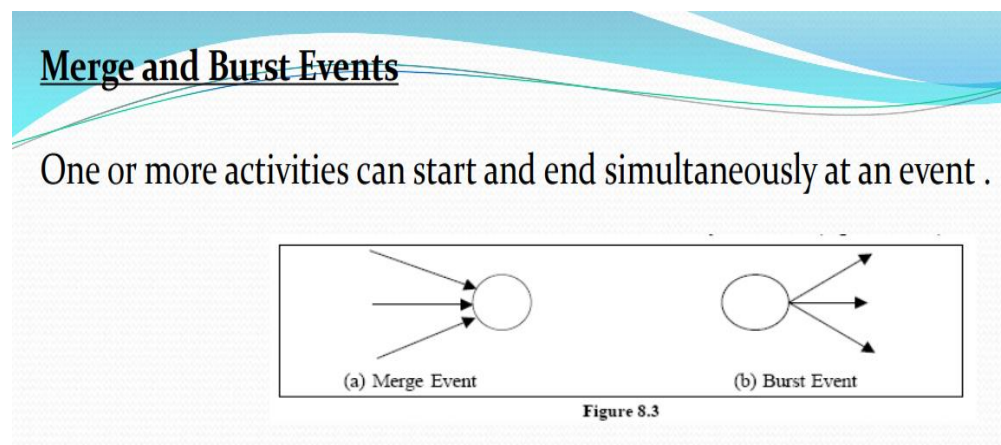 Merge and Burst Events
One or more activities can start and end simultaneously at an event .
(a) Merge Event
(b) Burst Event
Figure 8.3